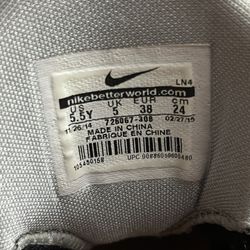 LN4
nikebetterworld.com
US UK EUR cm
5.5Y 5 38 24
11/26/14 726067-308 02/27/15
MADE IN CHINA
FABRIQUE EN CHINE
105450158